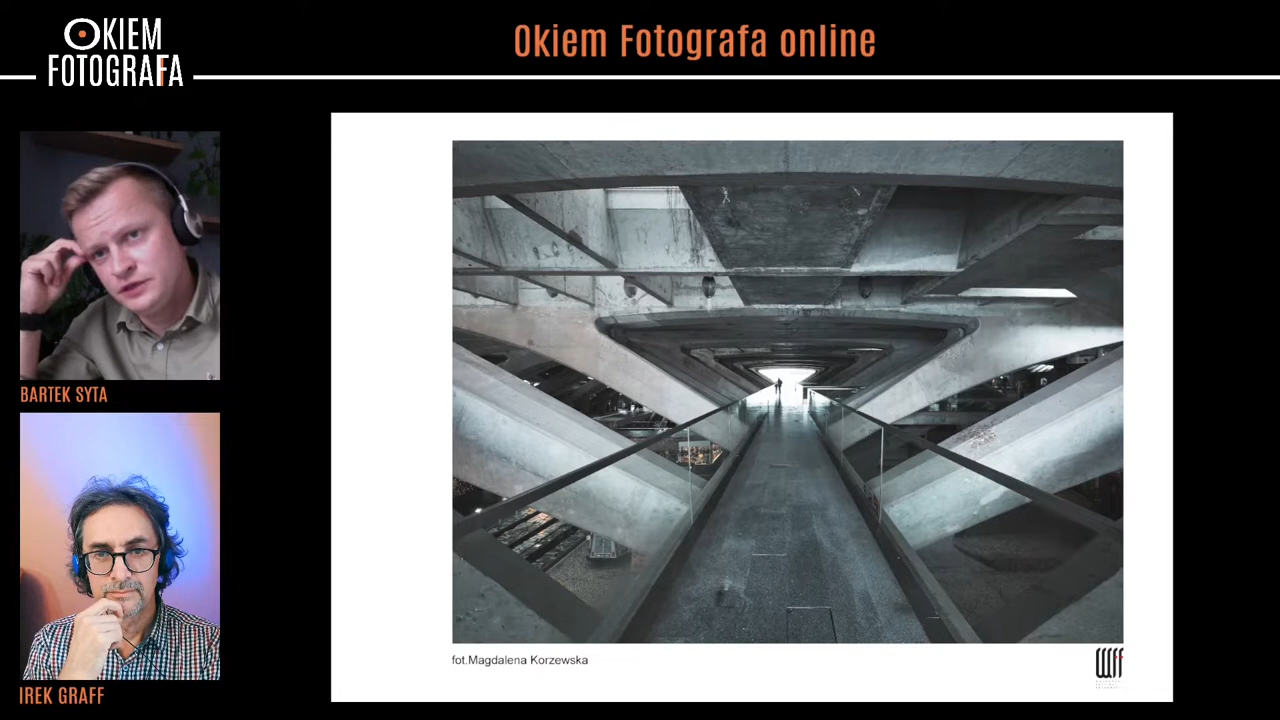 OKIEM
FOTOGRAFA
Okiem Fotografa online
BARTEK SYTA
IREK GRAFF
fot.Magdalena Korzewska